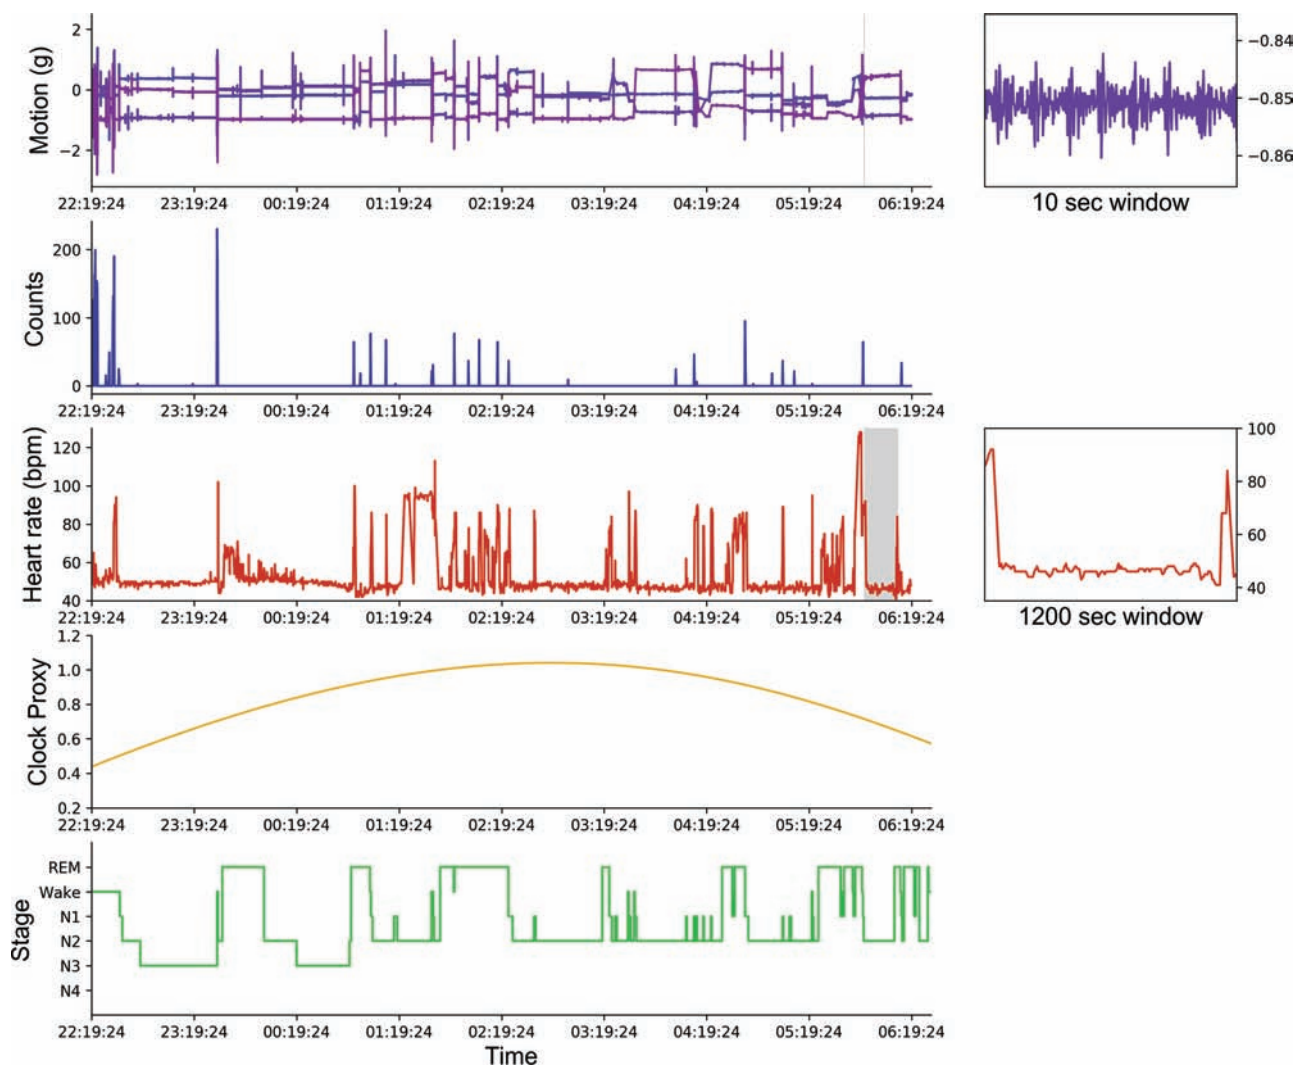 Motion (g)
2
0
−2
22:19:24 23:19:24 00:19:24 01:19:24 02:19:24 03:19:24 04:19:24 05:19:24 06:19:24
−0.84
−0.85
−0.86
10 sec window
Counts
200
100
0
22:19:24 23:19:24 00:19:24 01:19:24 02:19:24 03:19:24 04:19:24 05:19:24 06:19:24
Heart rate (bpm)
120
100
80
60
40
22:19:24 23:19:24 00:19:24 01:19:24 02:19:24 03:19:24 04:19:24 05:19:24 06:19:24
100
80
60
40
1200 sec window
Clock Proxy
1.2
1.0
0.8
0.6
0.4
0.2
22:19:24 23:19:24 00:19:24 01:19:24 02:19:24 03:19:24 04:19:24 05:19:24 06:19:24
Stage
REM
Wake
N1
N2
N3
N4
22:19:24 23:19:24 00:19:24 01:19:24 02:19:24 03:19:24 04:19:24 05:19:24 06:19:24
Time